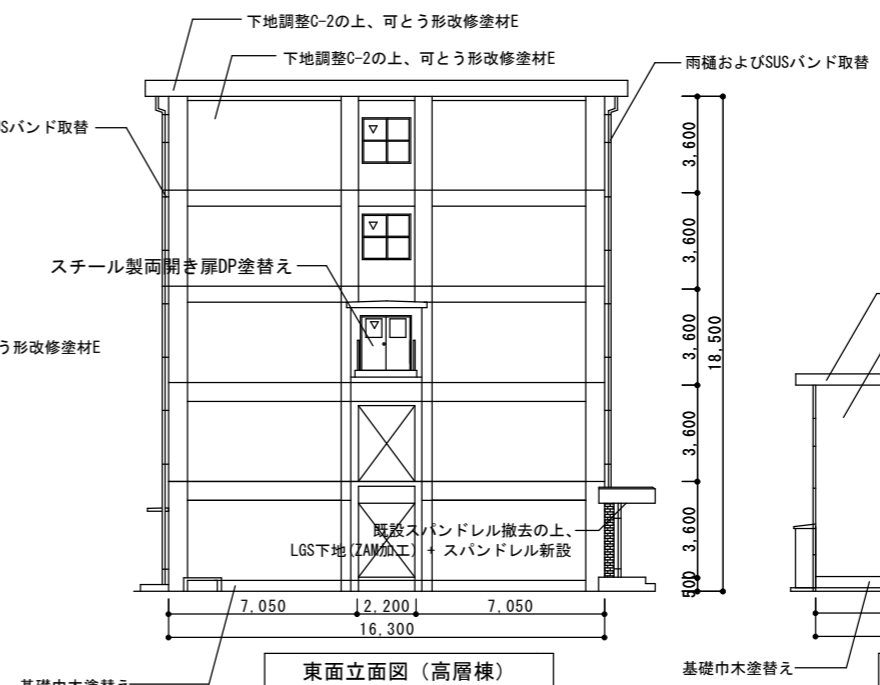 下地調整C-2の上、可とう形改修塗材E
下地調整C-2の上、可とう形改修塗材E
雨樋およびSUSバンド取替
USバンド取替
スチール製両開き扉DP塗替え
う形改修塗材E
3,600
3,600
3,600
3,600
3,600
500
18,500
既設スパンドレル撤去の上、
LGS下地(ZAM加工) + スパンドレル新設
7,050
2,200
7,050
16,300
東面立面図（高層棟）
基礎巾木塗替え
基礎巾木塗替え